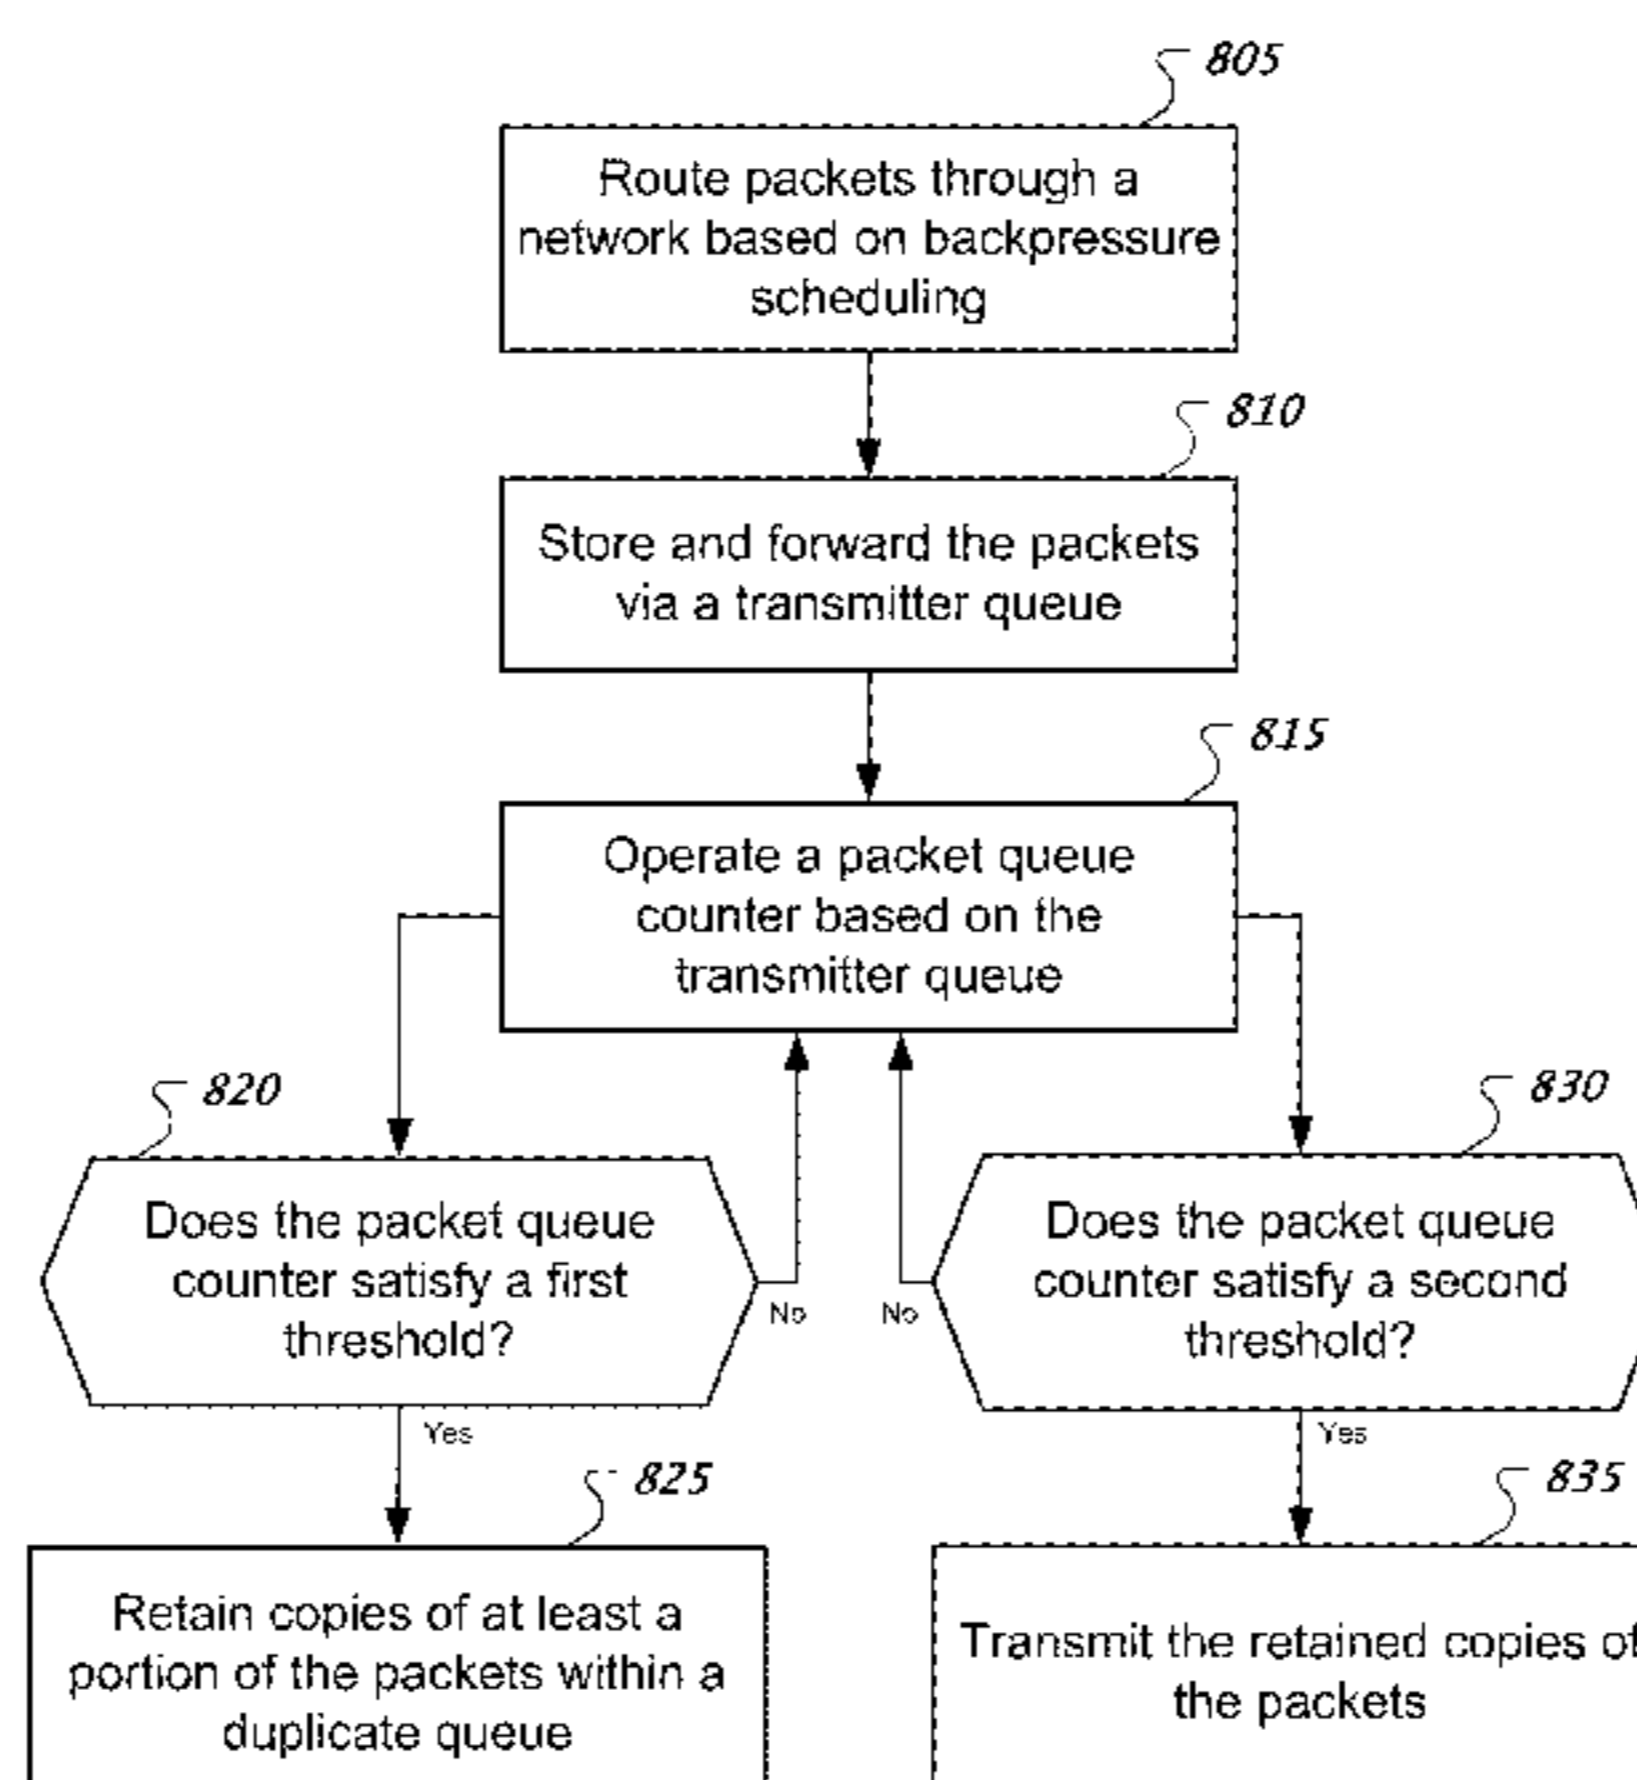 805
Route packets through a
network based on backpressure
scheduling
810
Store and forward the packets
via a transmitter queue
815
Operate a packet queue
counter based on the
transmitter queue
820
Does the packet queue
counter satisfy a first
threshold?
No
Yes
830
Does the packet queue
counter satisfy a second
threshold?
No
Yes
825
Retain copies of at least a
portion of the packets within a
duplicate queue
835
Transmit the retained copies of
the packets